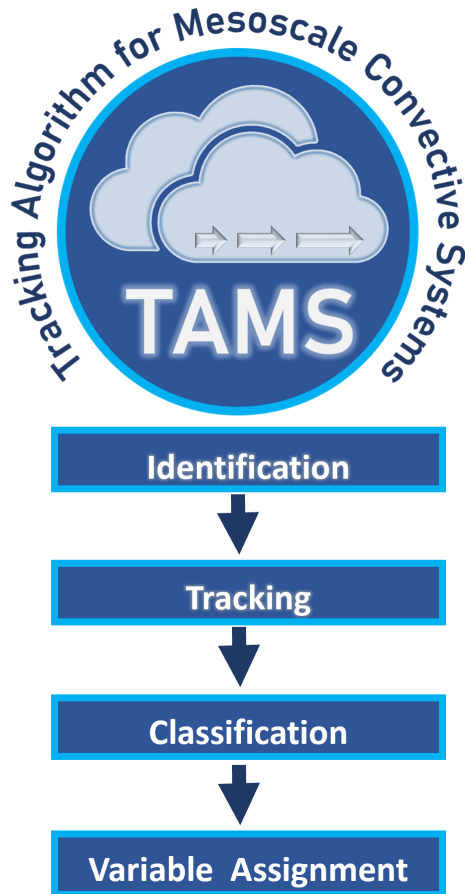 Tracking Algorithm for Mesoscale Convective Systems
TAMS
Identification
Tracking
Classification
Variable Assignment